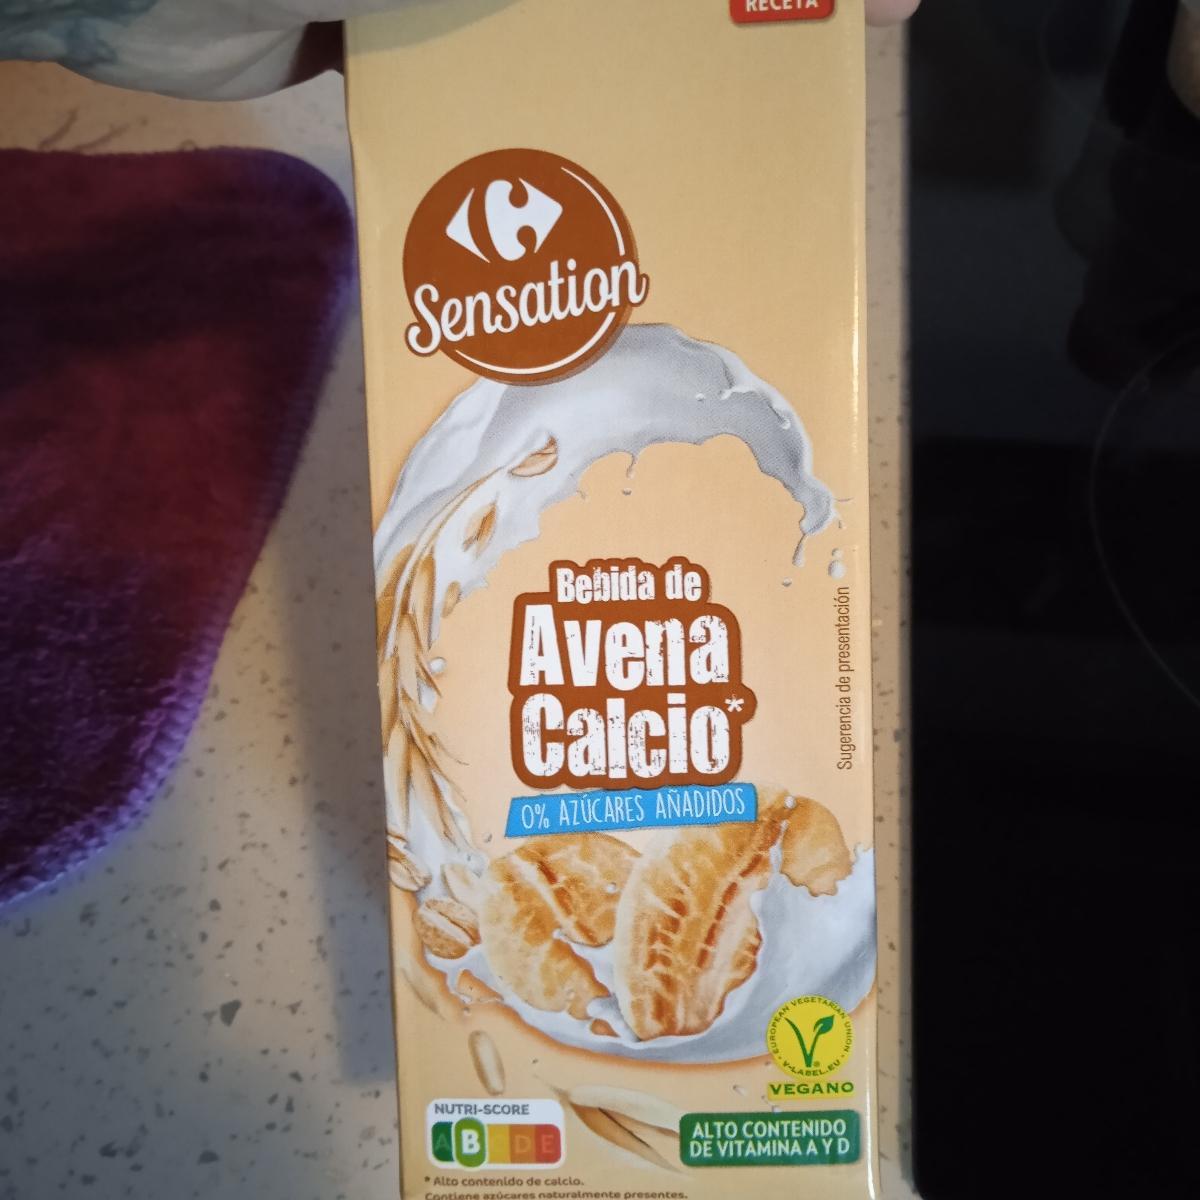 RECETA
Sensation
Bebida de
Avena
Calcio*
0% AZÚCARES AÑADIDOS
Sugerencia de presentación
EUROPEAN VEGETARIAN UNION
V-LABEL.EU
VEGANO
NUTRI-SCORE
A B C D E
ALTO CONTENIDO
DE VITAMINA A Y D
* Alto contenido de calcio.
Contiene azúcares naturalmente presentes.